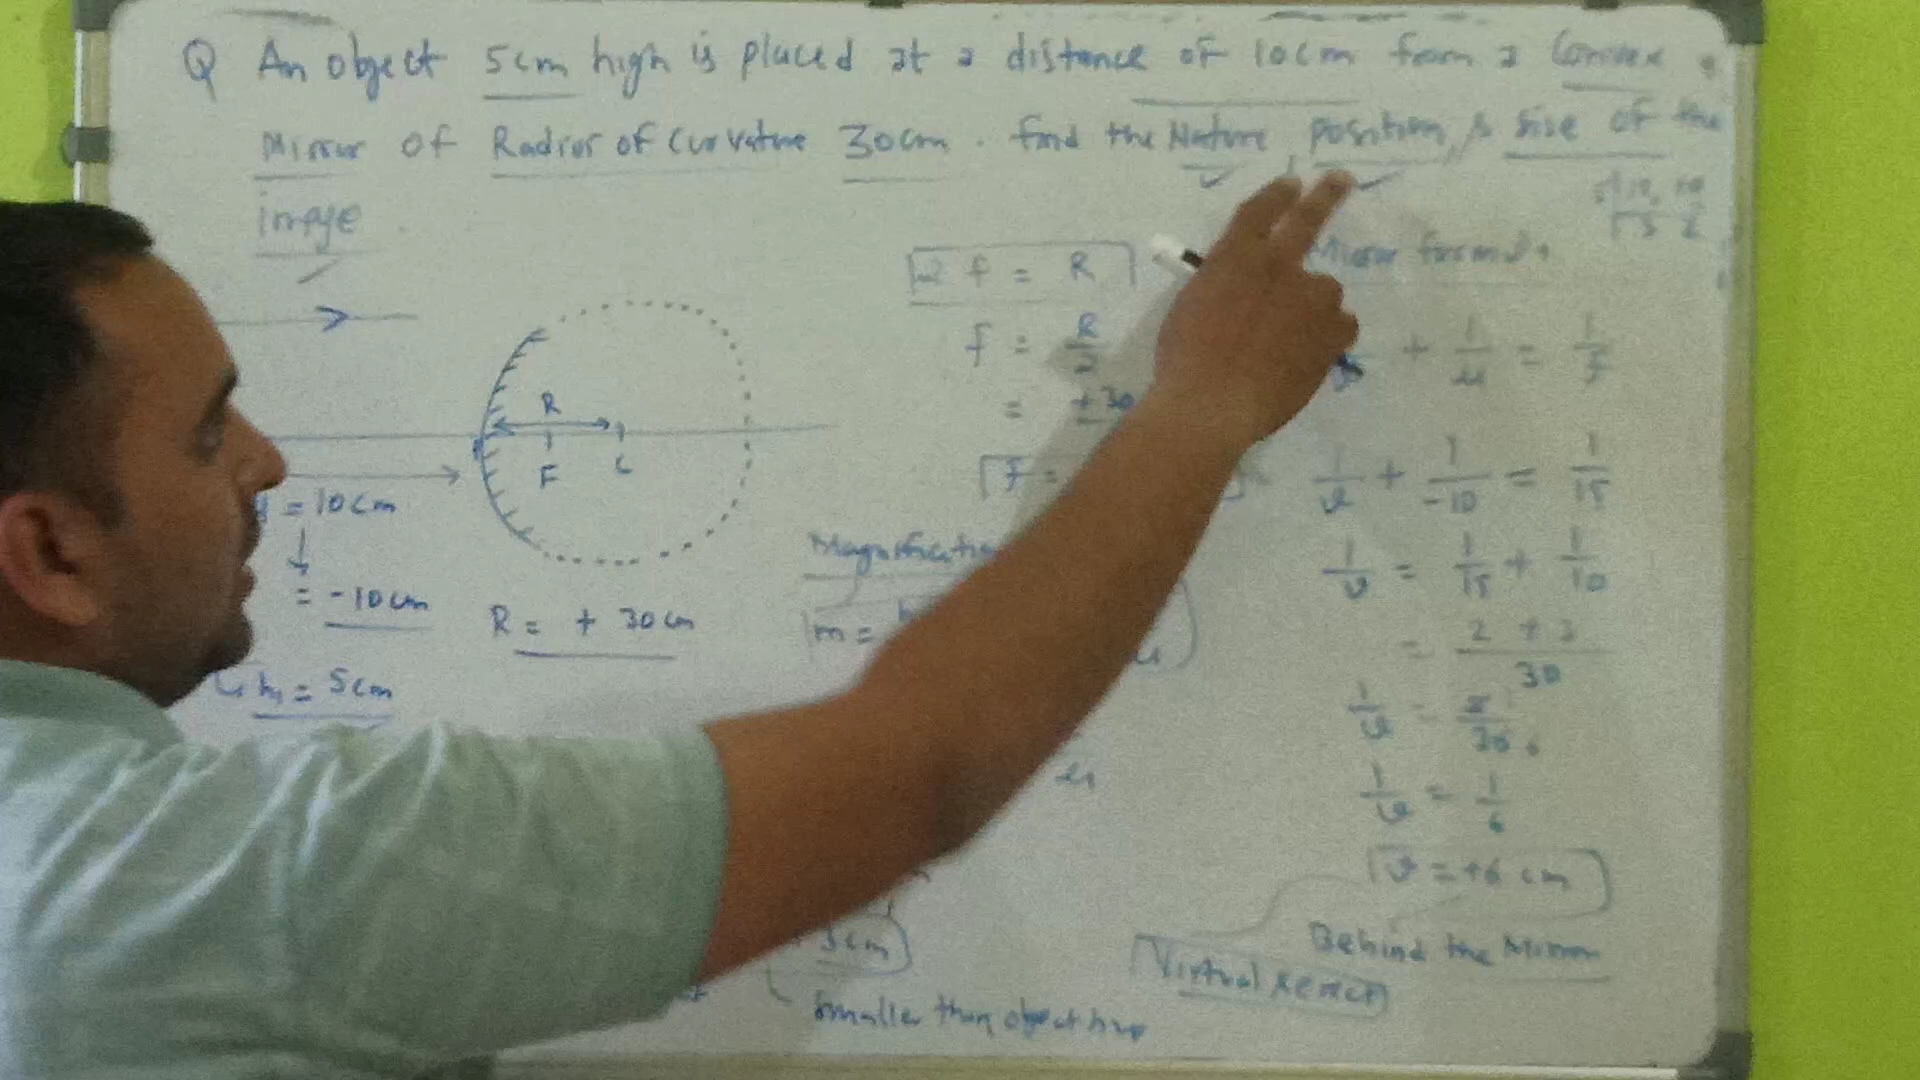 Q An object 5cm high is placed at a distance of 10cm from a Convex
Mirror of Radius of Curvature 30cm. find the Nature position, & size of the
image.
R
F
C
= 10cm
= -10cm
h₁ = 5cm
R = + 30cm
2 f = R
f = R/2
= +30
f =
Magnification
m =
u
3cm
Smaller than object
Mirror formula
+ 1/u = 1/f
1/v + 1/-10 = 1/15
1/v = 1/15 + 1/10
= 2 + 3 / 30
1/v = 5/30 6
1/v = 1/6
v = +6 cm
Behind the Mirror
Virtual & erect